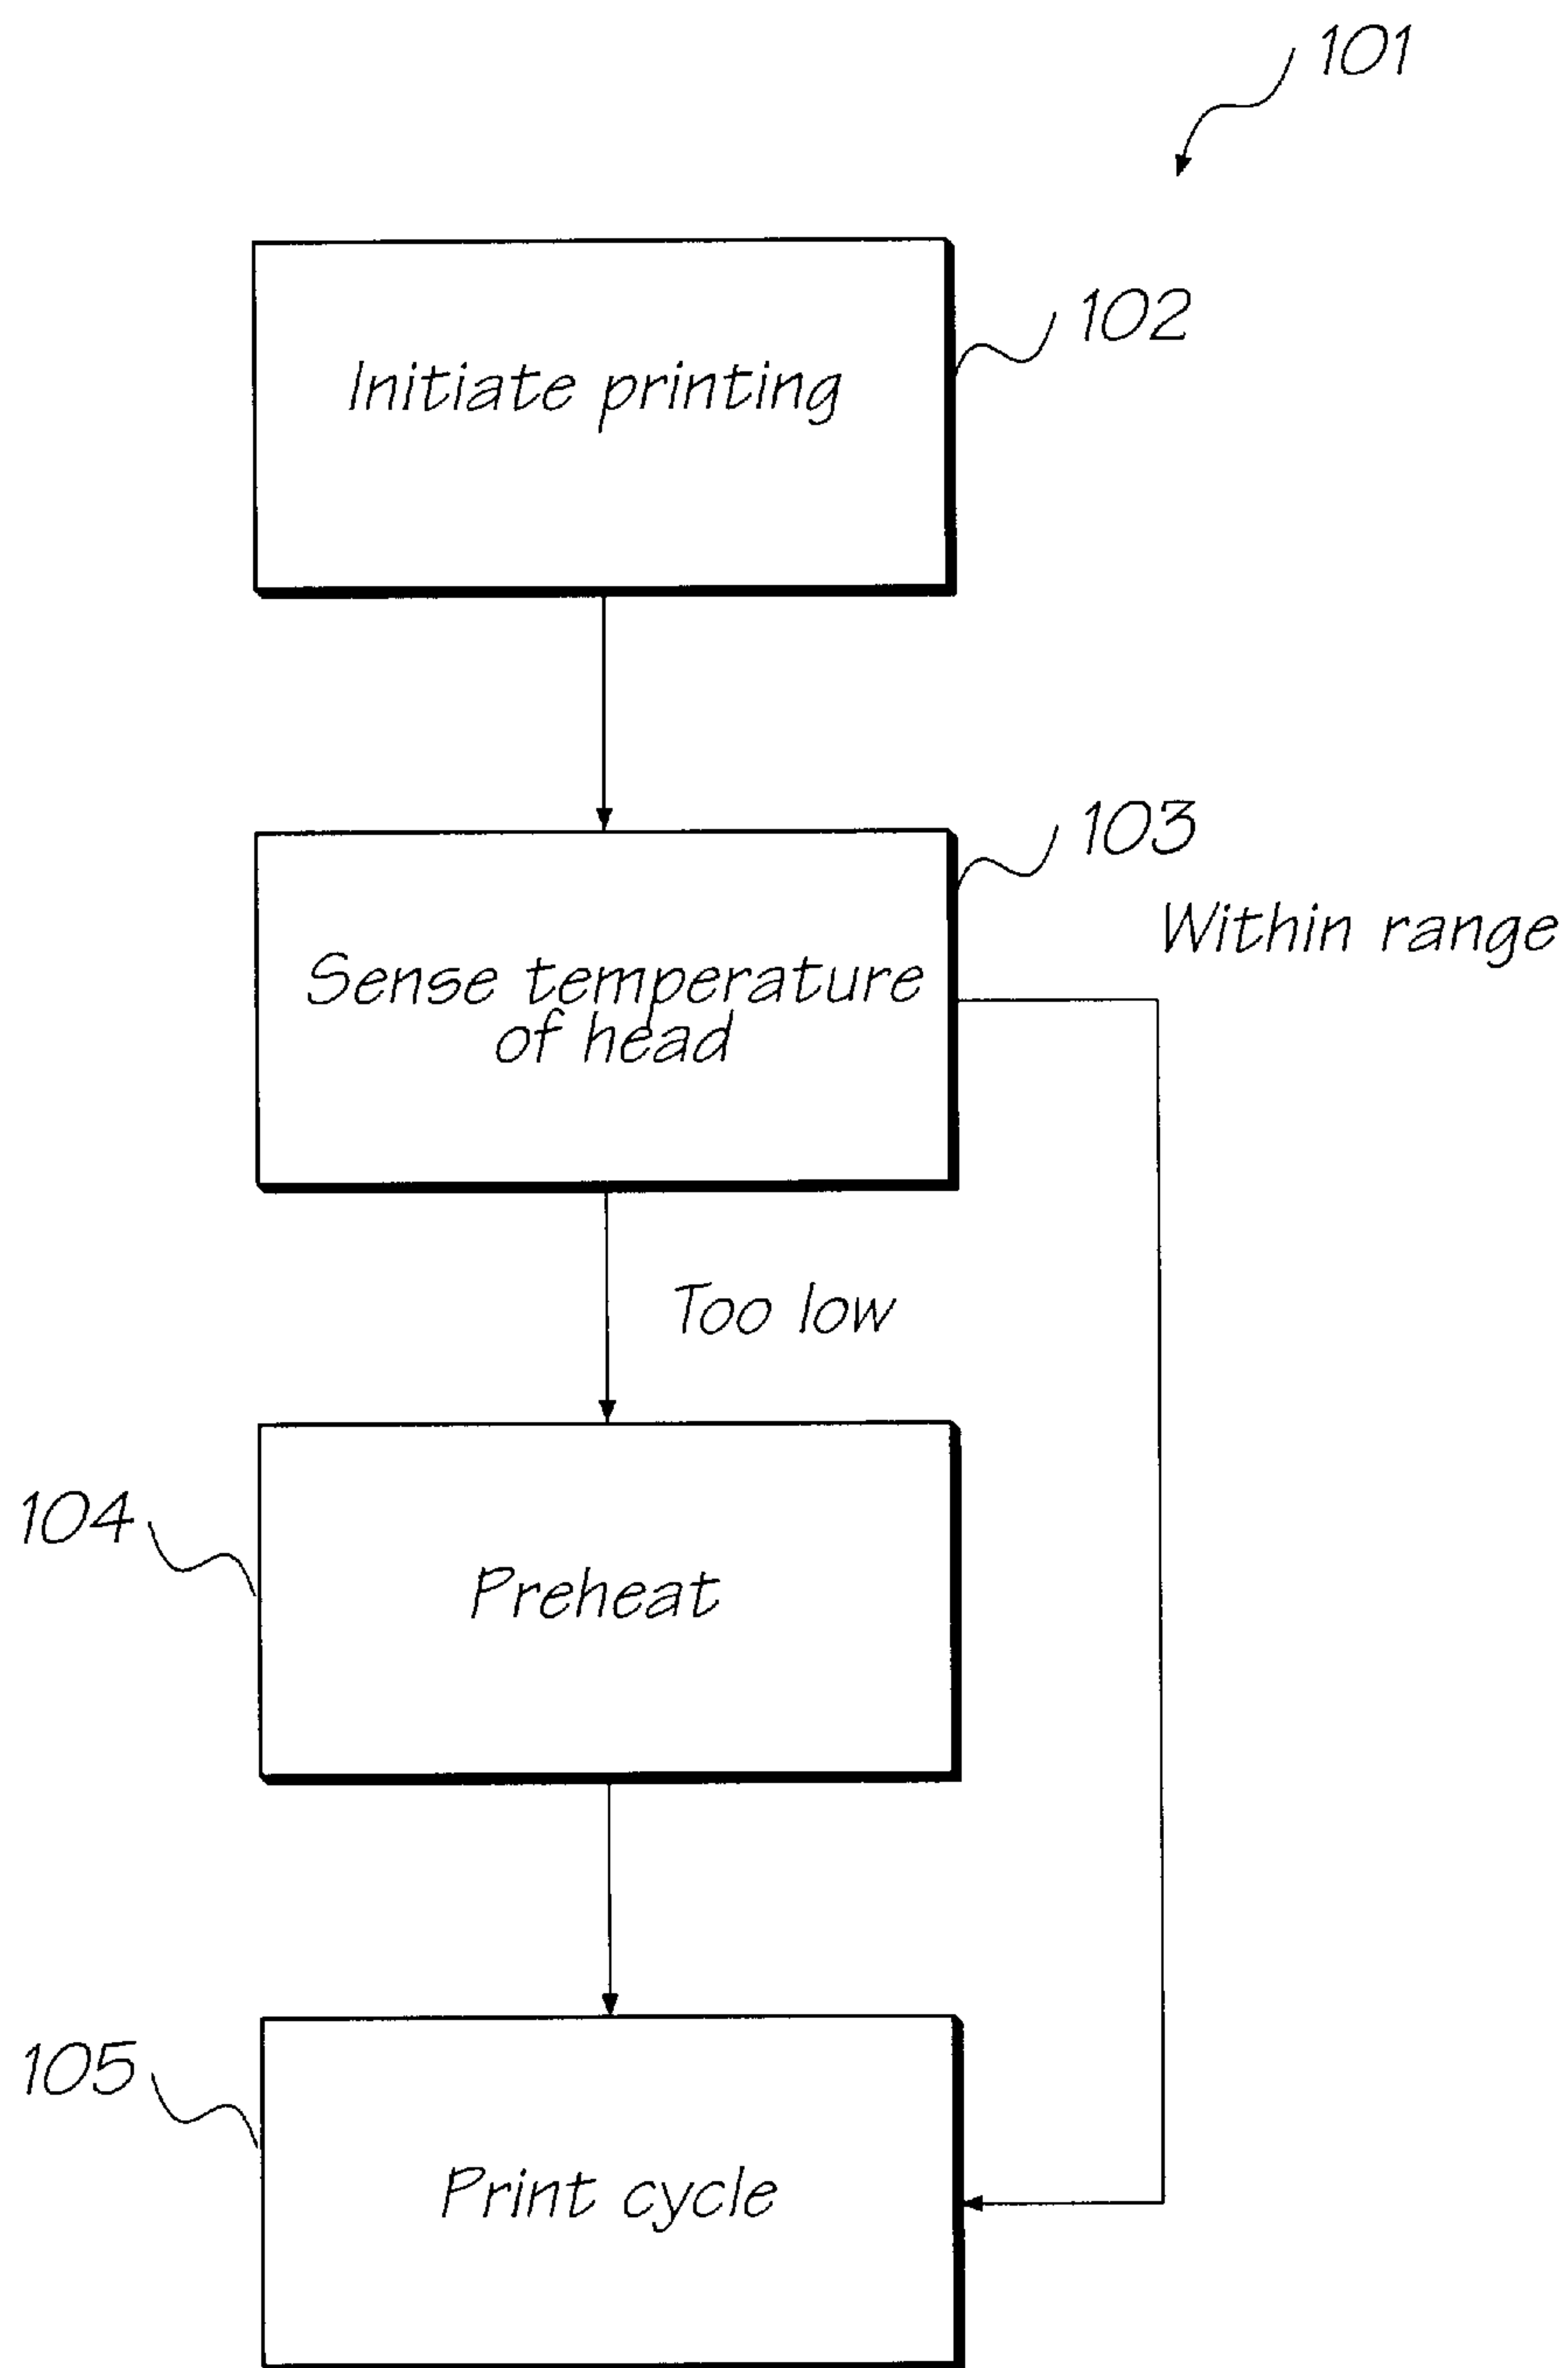 101
102
Initiate printing
103
Within range
Sense temperature
of head
Too low
104
Preheat
105
Print cycle